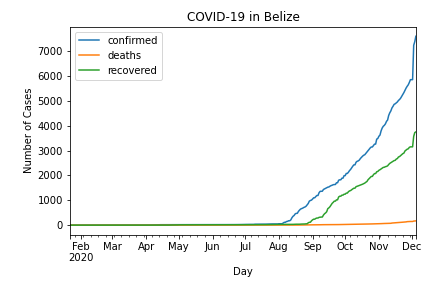 COVID-19 in Belize
confirmed
deaths
recovered
Number of Cases
7000
6000
5000
4000
3000
2000
1000
0
Feb Mar Apr May Jun Jul Aug Sep Oct Nov Dec
2020
Day